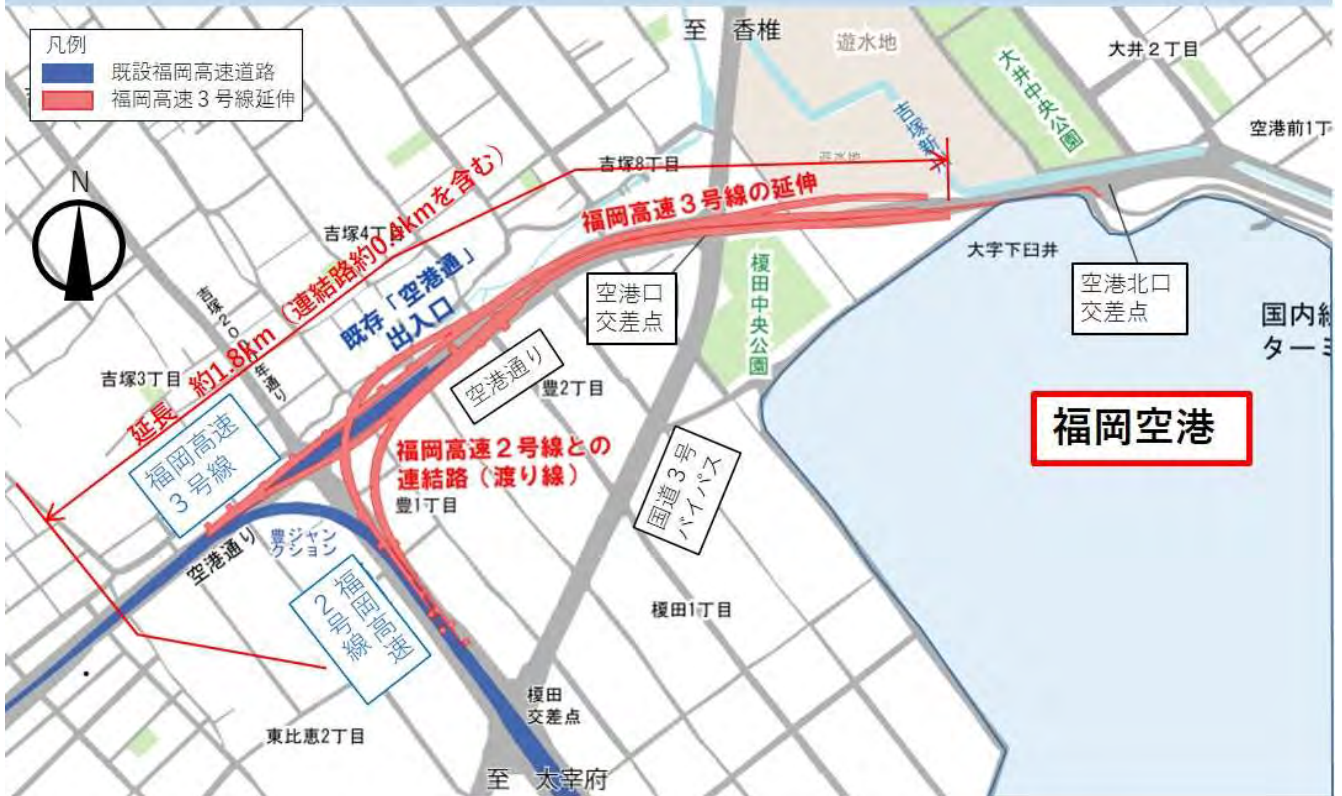 凡例
既設福岡高速道路
福岡高速3号線延伸
N
至 香椎
遊水地
大井中央公園
大井2丁目
空港前1丁
吉塚新川
遊水地
吉塚8丁目
延長 約1.8km（連結路約0.4kmを含む）
福岡高速3号線の延伸
吉塚4丁目
既存「空港通」
出入口
空港口
交差点
榎田中央公園
大字下臼井
空港北口
交差点
国内線
ターミ
吉塚3丁目
空港通り
豊2丁目
福岡空港
福岡高速
3号線
福岡高速2号線との
連結路（渡り線）
豊1丁目
国道3号
バイパス
空港通り
豊ジャン
クション
福岡高速
2号線
榎田1丁目
榎田
交差点
東比恵2丁目
至 太宰府